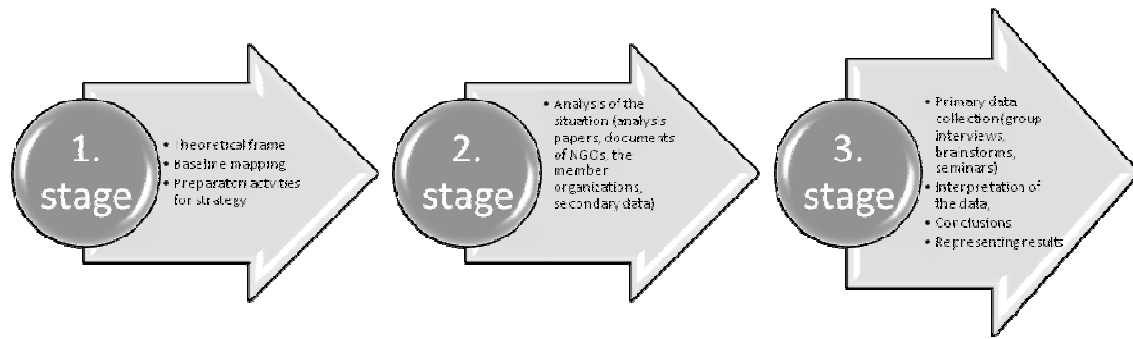 1.
stage
• Theoretical frame
• Baseline mapping
• Preparaton activities
for strategy
2.
stage
• Analysis of the
situation (analysis
papers, documents
of NGOs, the
member
organizations,
secondary data)
3.
stage
• Primary data
collection (group
interviews,
brainstorms,
seminars)
• Interpretation of
the data,
• Conclusions
• Representing results